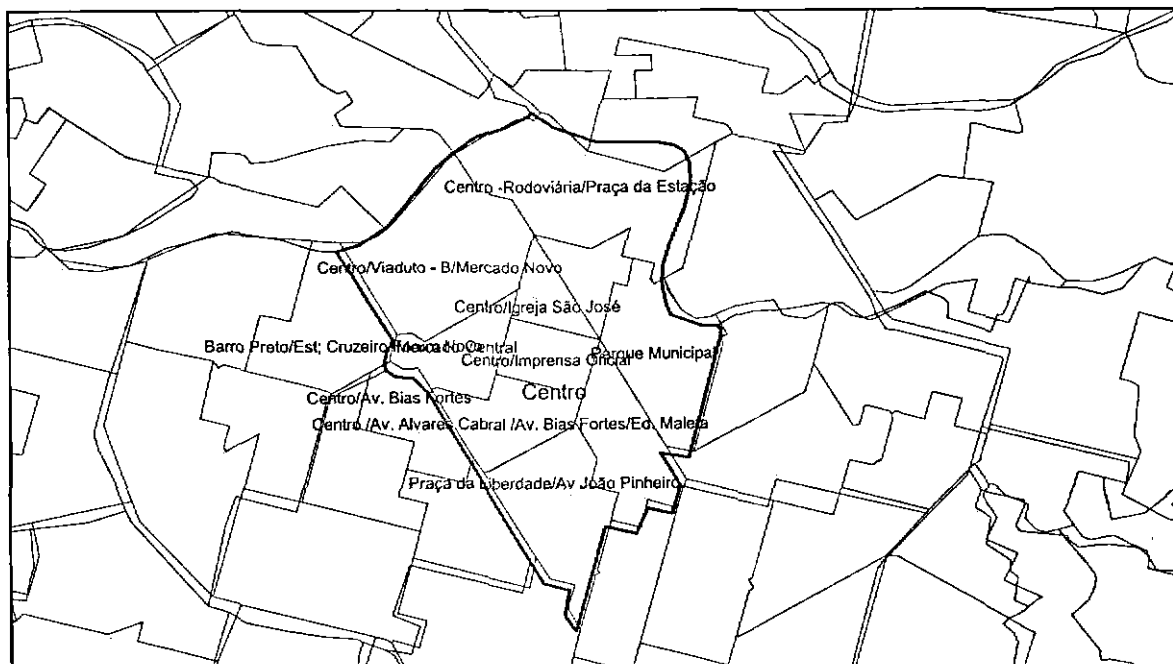 Centro -Rodoviária/Praça da Estação
Centro/Viaduto - B/Mercado Novo
Centro/Igreja São José
Barro Preto/Est; Cruzeiro/ Central
Parque Municipal
Centro/Imprensa Oficial
Centro/Av. Bias Fortes
Centro
Centro /Av. Alvares Cabral /Av. Bias Fortes/Ed. Maleta
Praça da Liberdade/Av João Pinheiro